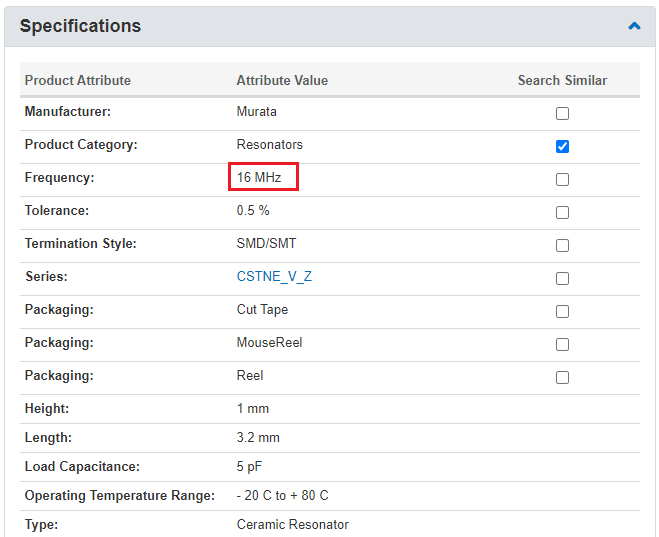 Specifications
Product Attribute Attribute Value Search Similar
Manufacturer: Murata
Product Category: Resonators
Frequency: 16 MHz
Tolerance: 0.5 %
Termination Style: SMD/SMT
Series: CSTNE_V_Z
Packaging: Cut Tape
Packaging: MouseReel
Packaging: Reel
Height: 1 mm
Length: 3.2 mm
Load Capacitance: 5 pF
Operating Temperature Range: - 20 C to + 80 C
Type: Ceramic Resonator